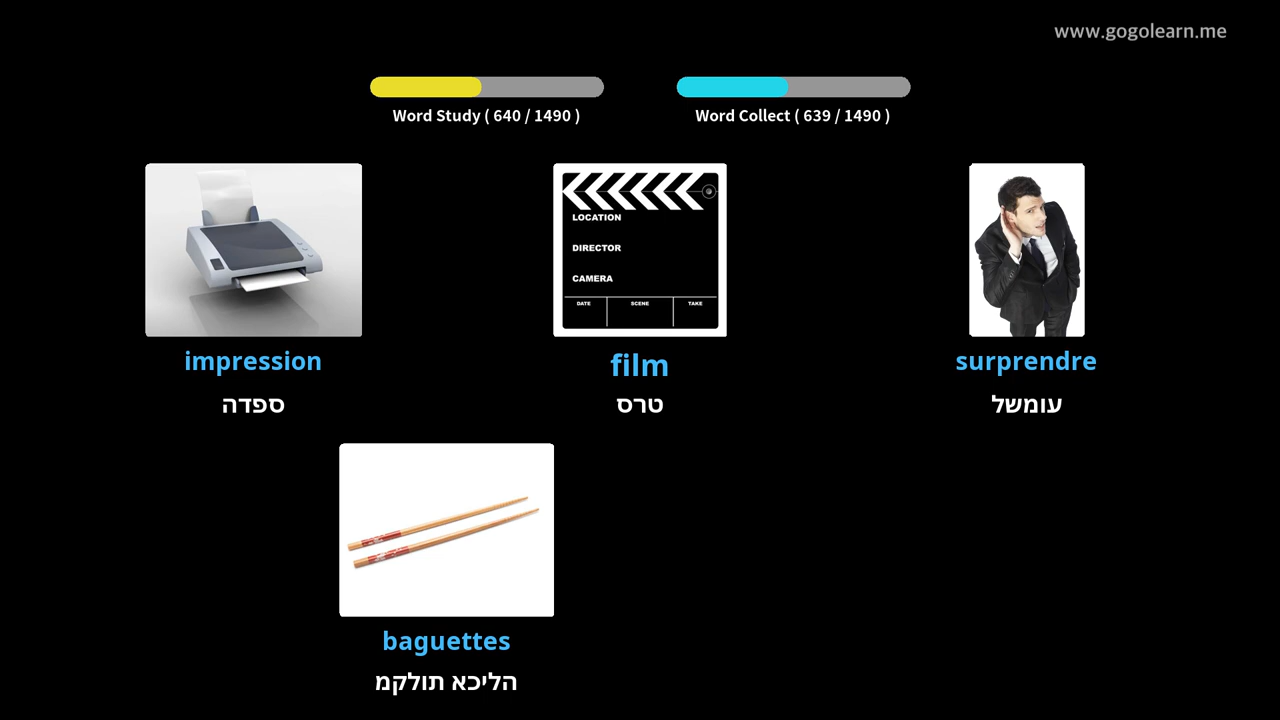 www.gogolearn.me
Word Study ( 640 / 1490 )
Word Collect ( 639 / 1490 )
impression
ספדה
film
טרס
surprendre
עומשל
baguettes
הליכא תולקמ
LOCATION
DIRECTOR
CAMERA
DATE
SCENE
TAKE